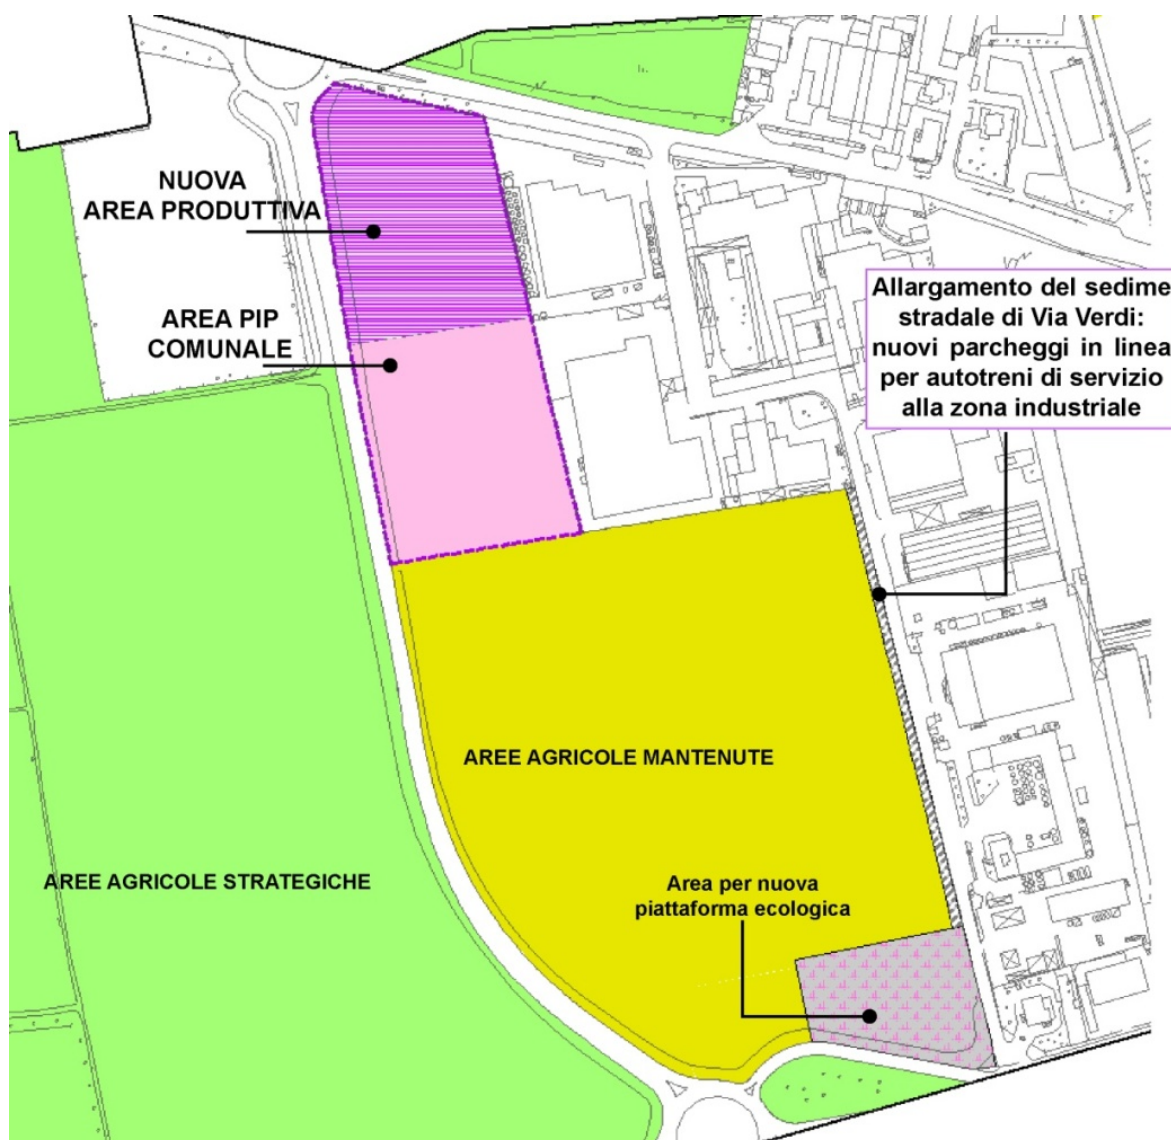 NUOVA
AREA PRODUTTIVA
AREA PIP
COMUNALE
Allargamento del sedime
stradale di Via Verdi:
nuovi parcheggi in linea
per autotreni di servizio
alla zona industriale
AREE AGRICOLE MANTENUTE
AREE AGRICOLE STRATEGICHE
Area per nuova
piattaforma ecologica